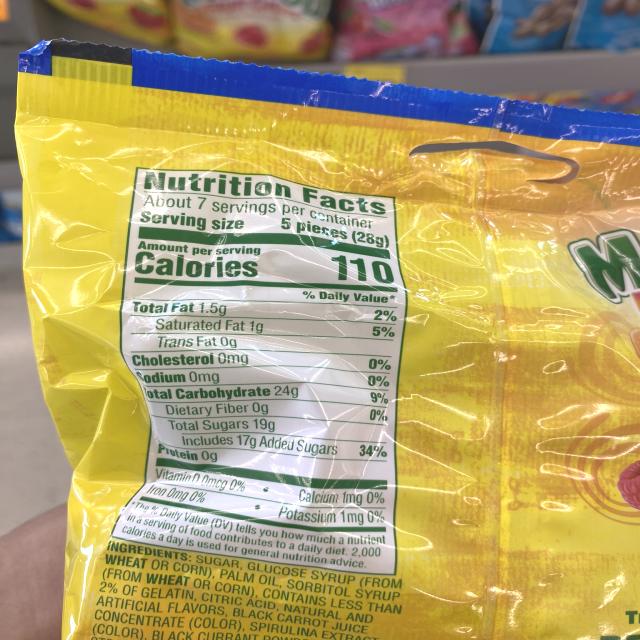 Nutrition Facts
About 7 servings per container
Serving size 5 pieces (28g)
Amount per serving
Calories 110
% Daily Value*
Total Fat 1.5g 2%
Saturated Fat 1g 5%
Trans Fat 0g
Cholesterol 0mg 0%
Sodium 0mg 0%
Total Carbohydrate 24g 9%
Dietary Fiber 0g 0%
Total Sugars 19g
Includes 17g Added Sugars 34%
Protein 0g
Vitamin D 0mcg 0% • Calcium 1mg 0%
Iron 0mg 0% • Potassium 1mg 0%
*The % Daily Value (DV) tells you how much a nutrient
in a serving of food contributes to a daily diet. 2,000
calories a day is used for general nutrition advice.
INGREDIENTS: SUGAR, GLUCOSE SYRUP (FROM
WHEAT OR CORN), PALM OIL, SORBITOL SYRUP
(FROM WHEAT OR CORN), CONTAINS LESS THAN
2% OF GELATIN, CITRIC ACID, NATURAL AND
ARTIFICIAL FLAVORS, BLACK CARROT JUICE
CONCENTRATE (COLOR), SPIRULINA EXTRACT
(COLOR), BLACK CURRANT
M